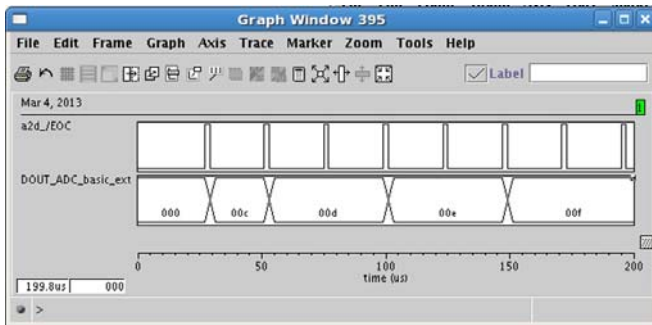 Graph Window 395
File Edit Frame Graph Axis Trace Marker Zoom Tools Help
Label
Mar 4, 2013
1
a2d_/EOC
DOUT_ADC_basic_ext
000 00c 00d 00e 00f
0 50 100 150 200
time (us)
199.8us 000
>